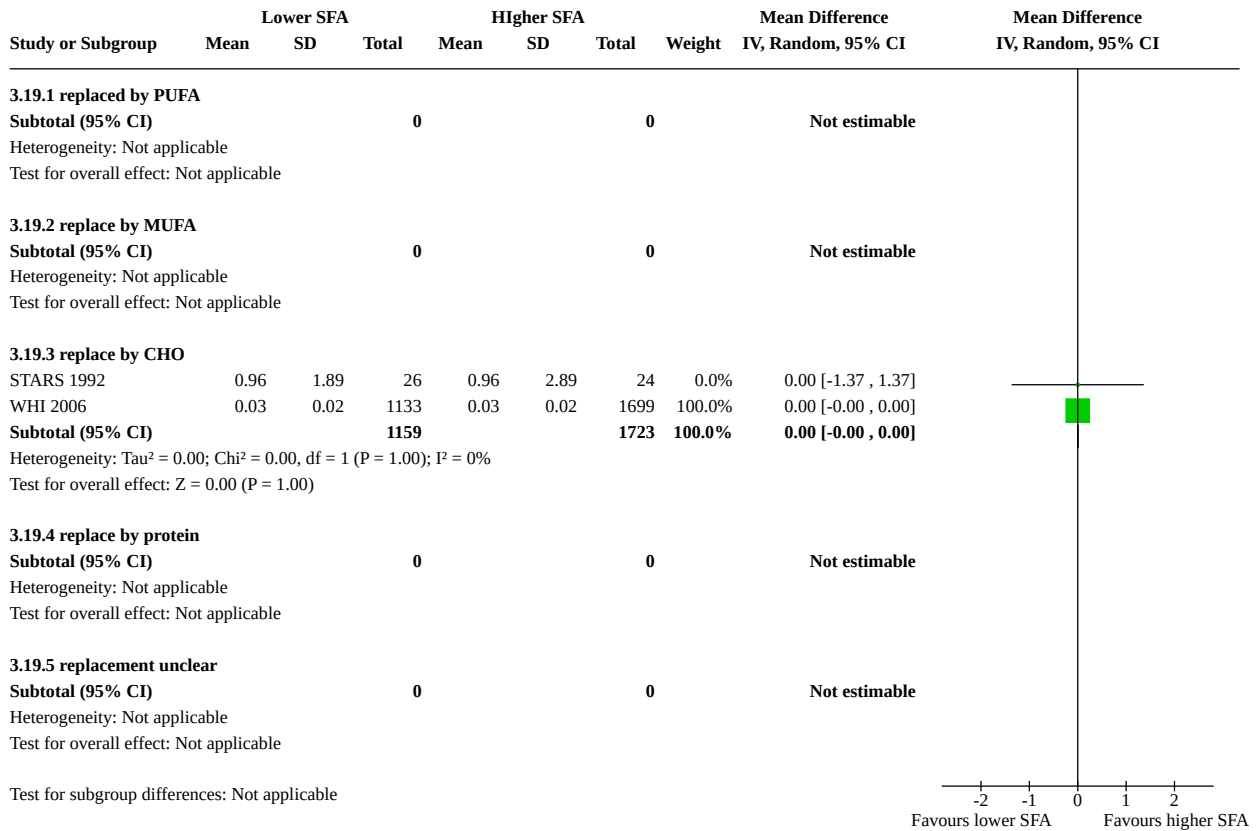 Lower SFA HIgher SFA Mean Difference Mean Difference
Study or Subgroup Mean SD Total Mean SD Total Weight IV, Random, 95% CI IV, Random, 95% CI
3.19.1 replaced by PUFA
Subtotal (95% CI) 0 0 Not estimable
Heterogeneity: Not applicable
Test for overall effect: Not applicable
3.19.2 replace by MUFA
Subtotal (95% CI) 0 0 Not estimable
Heterogeneity: Not applicable
Test for overall effect: Not applicable
3.19.3 replace by CHO
STARS 1992 0.96 1.89 26 0.96 2.89 24 0.0% 0.00 [-1.37 , 1.37]
WHI 2006 0.03 0.02 1133 0.03 0.02 1699 100.0% 0.00 [-0.00 , 0.00]
Subtotal (95% CI) 1159 1723 100.0% 0.00 [-0.00 , 0.00]
Heterogeneity: Tau² = 0.00; Chi² = 0.00, df = 1 (P = 1.00); I² = 0%
Test for overall effect: Z = 0.00 (P = 1.00)
3.19.4 replace by protein
Subtotal (95% CI) 0 0 Not estimable
Heterogeneity: Not applicable
Test for overall effect: Not applicable
3.19.5 replacement unclear
Subtotal (95% CI) 0 0 Not estimable
Heterogeneity: Not applicable
Test for overall effect: Not applicable
Test for subgroup differences: Not applicable
-2 -1 0 1 2
Favours lower SFA Favours higher SFA